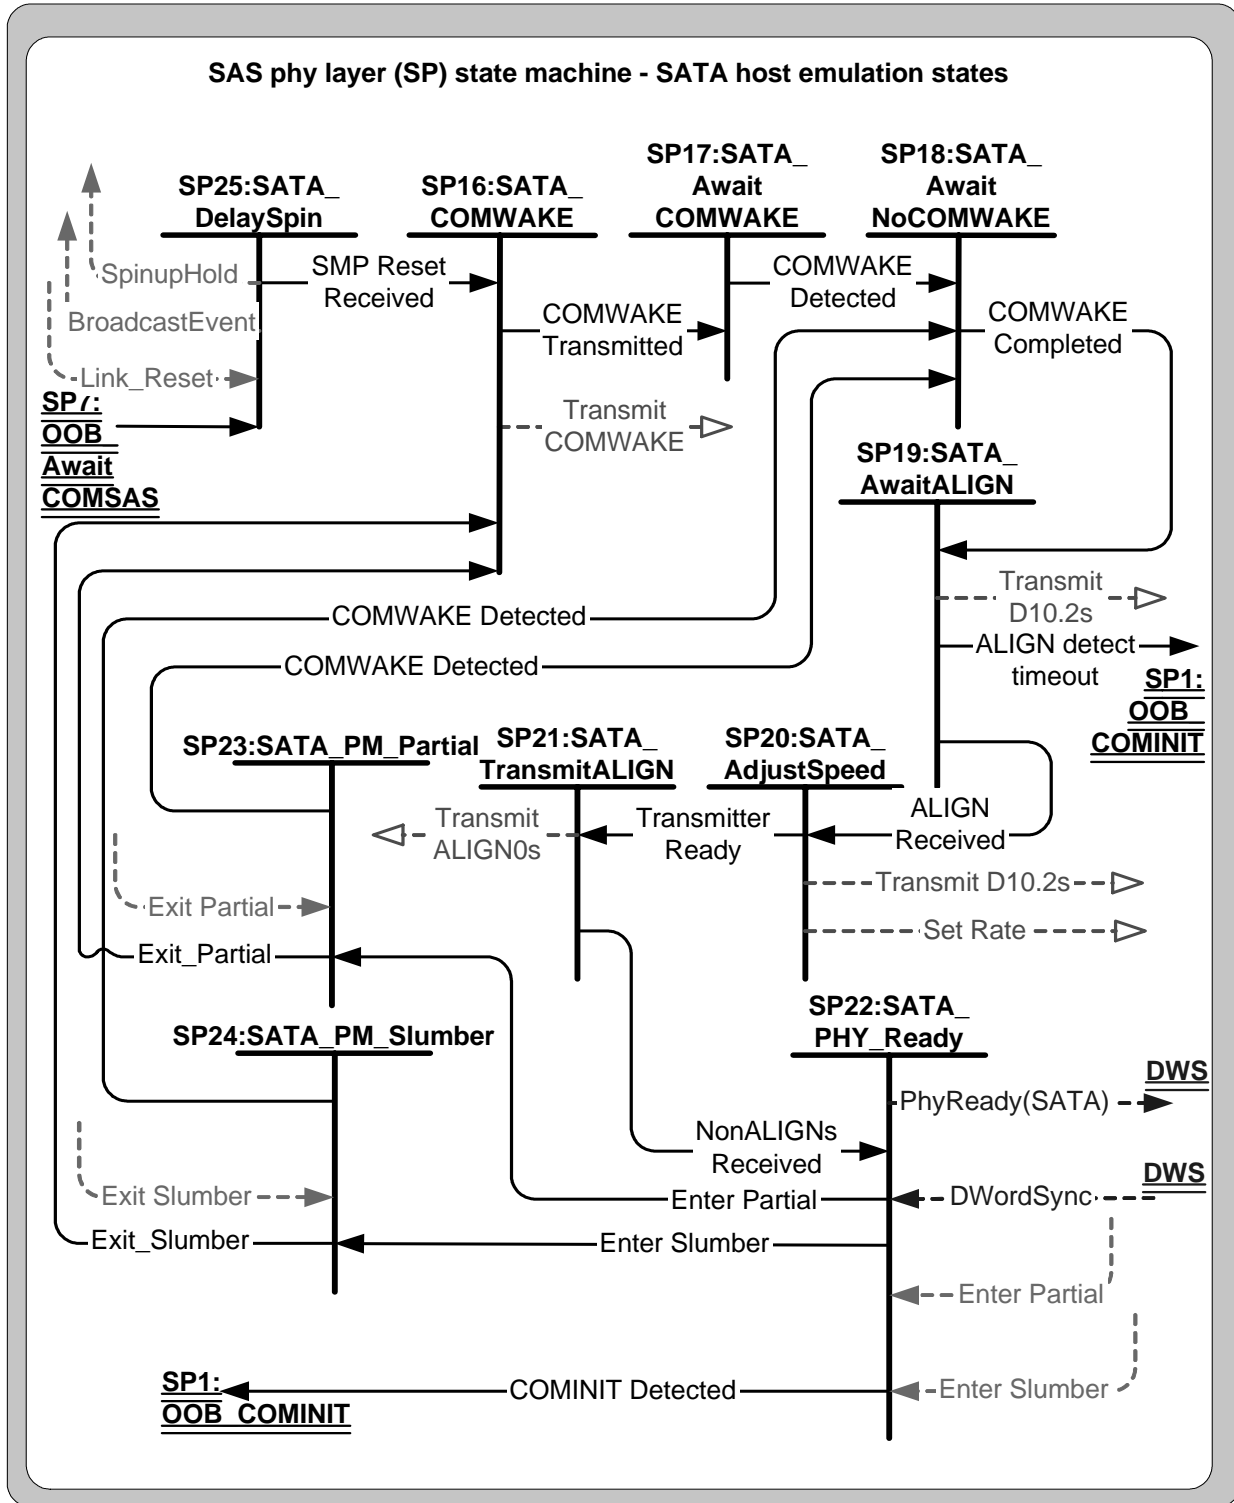 SAS phy layer (SP) state machine - SATA host emulation states
SP25:SATA_
DelaySpin
SP16:SATA_
COMWAKE
SP17:SATA_
Await
COMWAKE
SP18:SATA_
Await
NoCOMWAKE
SpinupHold
BroadcastEvent
Link_Reset
SMP Reset
Received
COMWAKE
Transmitted
COMWAKE
Detected
COMWAKE
Completed
SP7:
OOB_
Await
COMSAS
Transmit
COMWAKE
SP19:SATA_
AwaitALIGN
Transmit
D10.2s
ALIGN detect
timeout
SP1:
OOB_
COMINIT
COMWAKE Detected
COMWAKE Detected
SP23:SATA_PM_Partial
SP21:SATA_
TransmitALIGN
SP20:SATA_
AdjustSpeed
Transmit
ALIGN0s
Transmitter
Ready
ALIGN
Received
Transmit D10.2s
Set Rate
Exit Partial
Exit_Partial
SP24:SATA_PM_Slumber
SP22:SATA_
PHY_Ready
PhyReady(SATA)
DWS
NonALIGNs
Received
Exit Slumber
Enter Partial
DWordSync
DWS
Exit_Slumber
Enter Slumber
Enter Partial
SP1:
OOB_COMINIT
COMINIT Detected
Enter Slumber